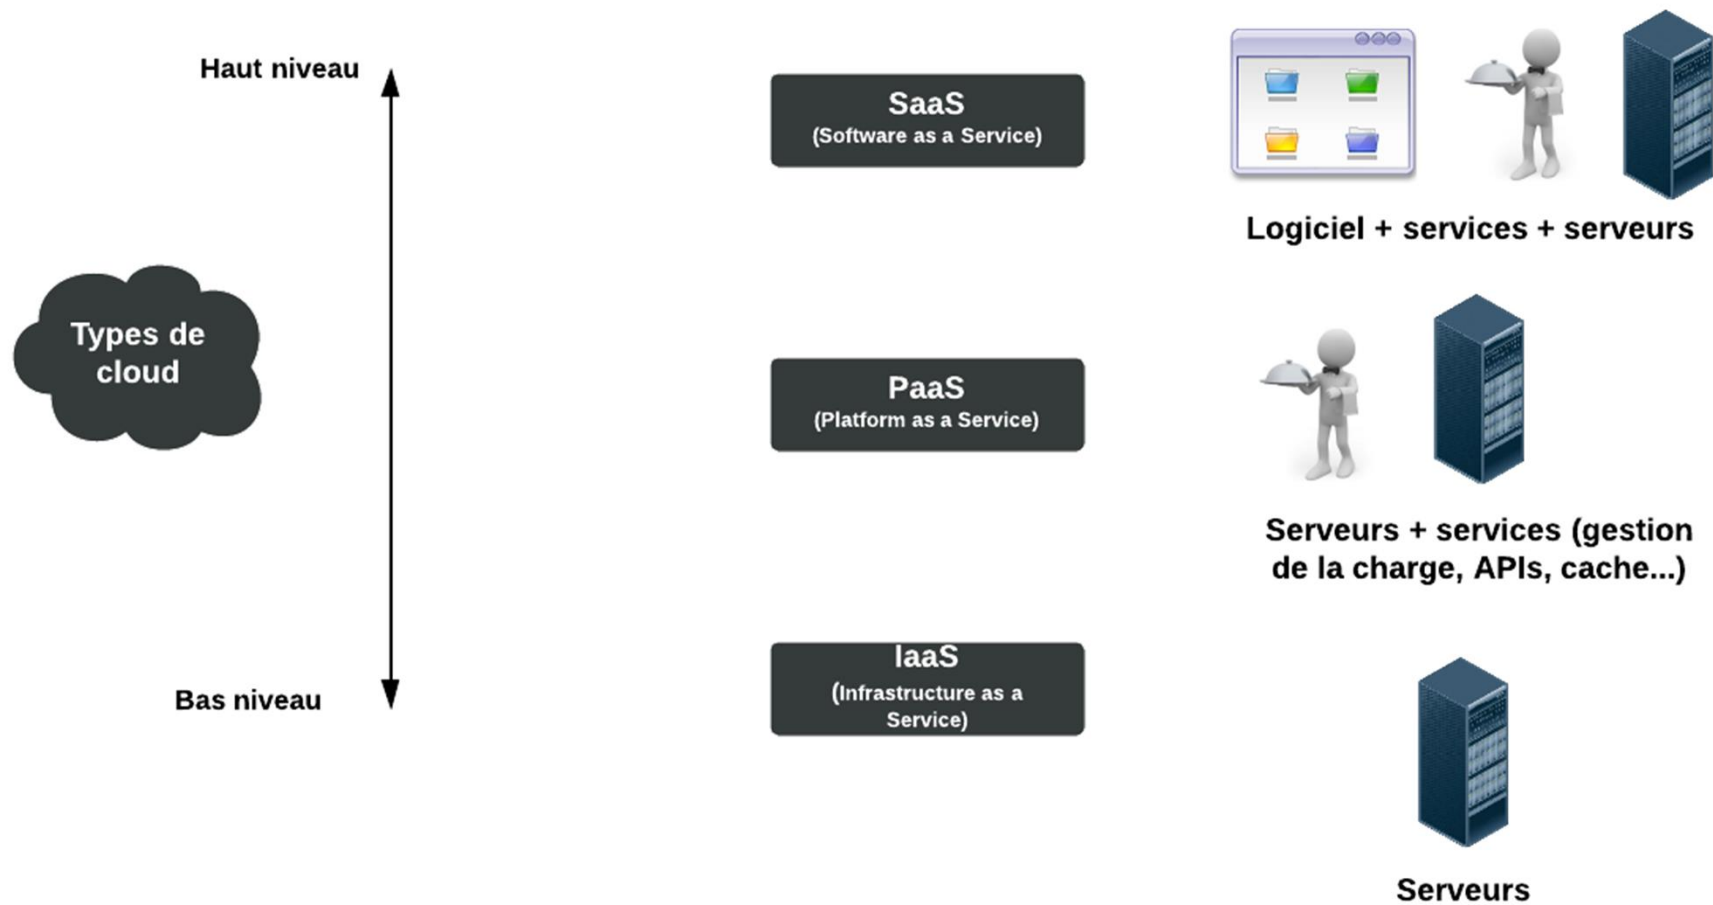 Haut niveau
SaaS
(Software as a Service)
Logiciel + services + serveurs
Types de
cloud
PaaS
(Platform as a Service)
Serveurs + services (gestion
de la charge, APIs, cache...)
Bas niveau
IaaS
(Infrastructure as a
Service)
Serveurs